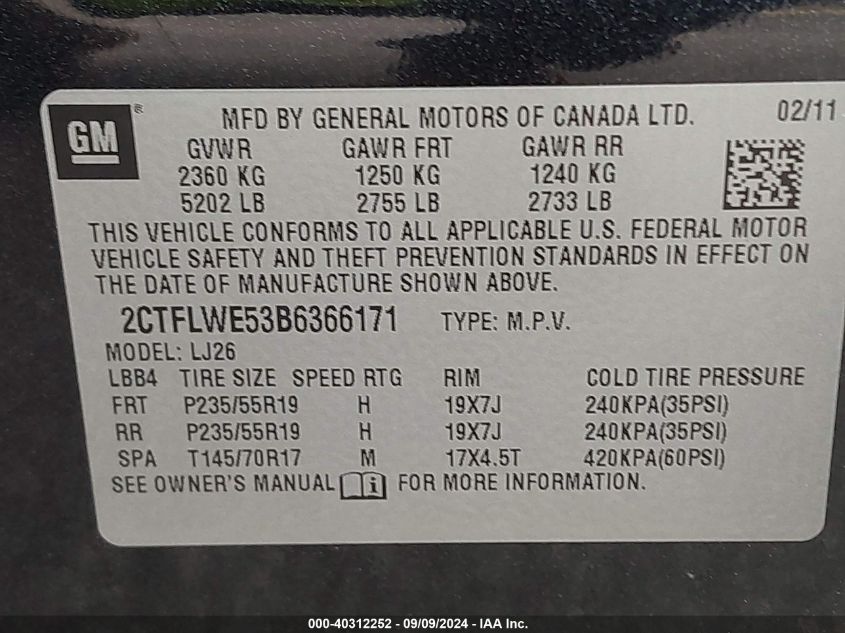 GM ® MFD BY GENERAL MOTORS OF CANADA LTD. 02/11
GVWR GAWR FRT GAWR RR
2360 KG 1250 KG 1240 KG
5202 LB 2755 LB 2733 LB
THIS VEHICLE CONFORMS TO ALL APPLICABLE U.S. FEDERAL MOTOR
VEHICLE SAFETY AND THEFT PREVENTION STANDARDS IN EFFECT ON
THE DATE OF MANUFACTURE SHOWN ABOVE.
2CTFLWE53B6366171 TYPE: M.P.V.
MODEL: LJ26
LBB4 TIRE SIZE SPEED RTG RIM COLD TIRE PRESSURE
FRT P235/55R19 H 19X7J 240KPA(35PSI)
RR P235/55R19 H 19X7J 240KPA(35PSI)
SPA T145/70R17 M 17X4.5T 420KPA(60PSI)
SEE OWNER'S MANUAL i FOR MORE INFORMATION.
000-40312252 - 09/09/2024 - IAA Inc.